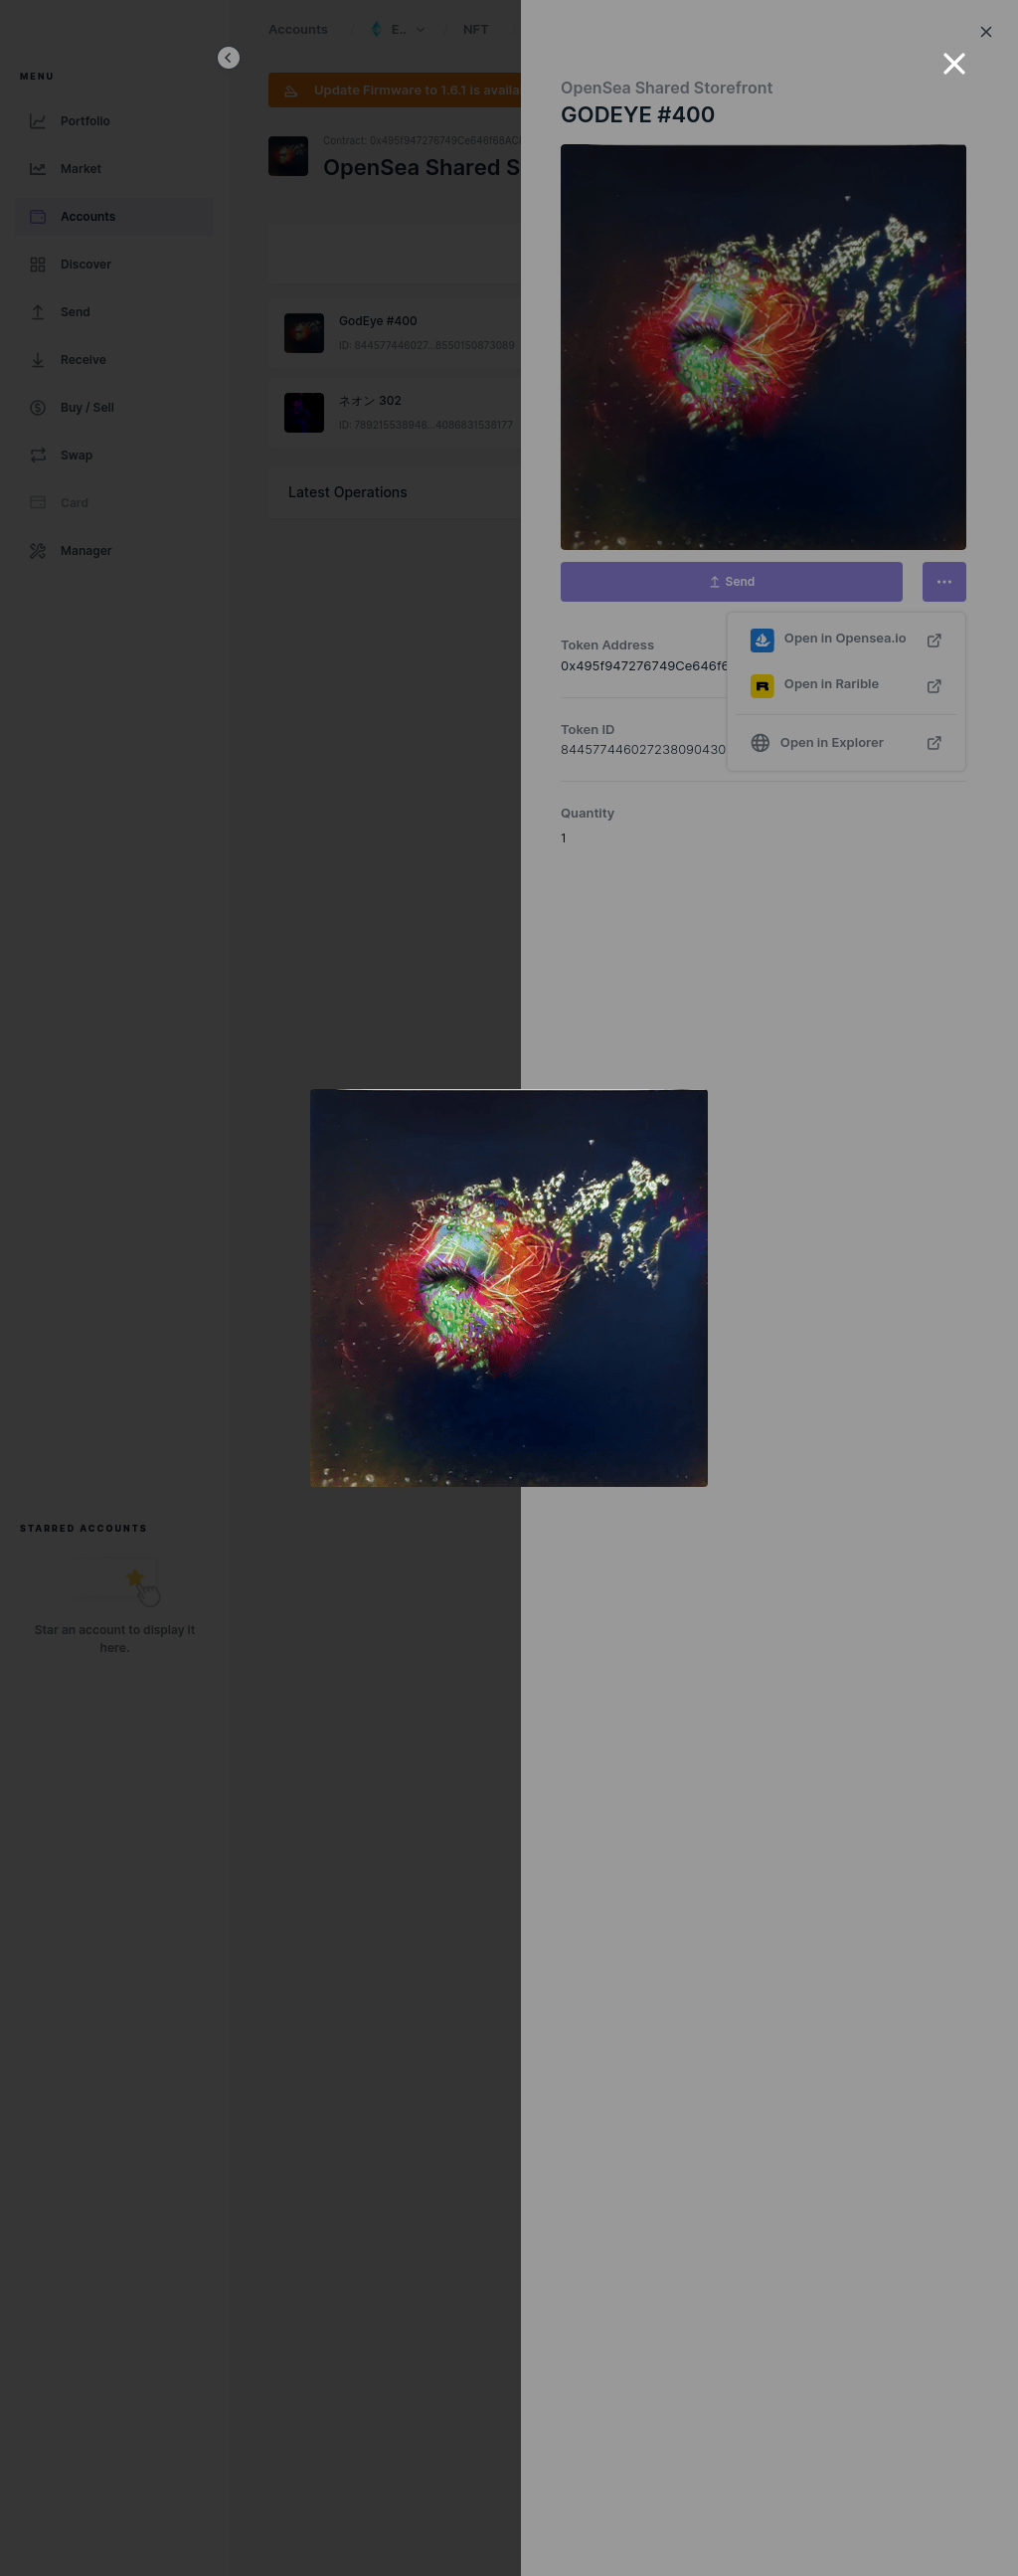 MENU
Portfolio
Market
Accounts
Discover
Send
Receive
Buy / Sell
Swap
Card
Manager
STARRED ACCOUNTS
Star an account to display it
here.
Accounts / E.. / NFT
Update Firmware to 1.6.1 is availa
Contract: 0x495f947276749Ce646f68AC
OpenSea Shared S
GodEye #400
ID: 844577446027...8550150873089
ネオン 302
ID: 789215538946...4086831538177
Latest Operations
OpenSea Shared Storefront
GODEYE #400
Send
Open in Opensea.io
Open in Rarible
Open in Explorer
Token Address
0x495f947276749Ce646f6
Token ID
844577446027238090430
Quantity
1